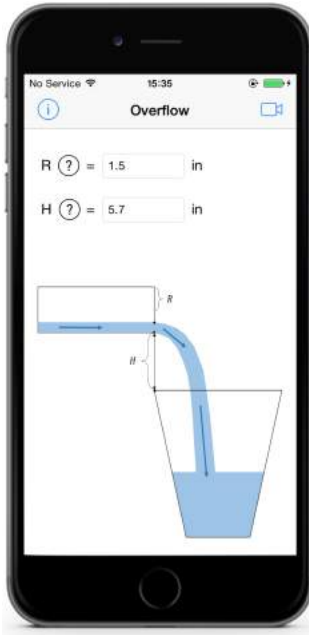 No Service 15:35
i Overflow
R ? = 1.5 in
H ? = 5.7 in
R
H